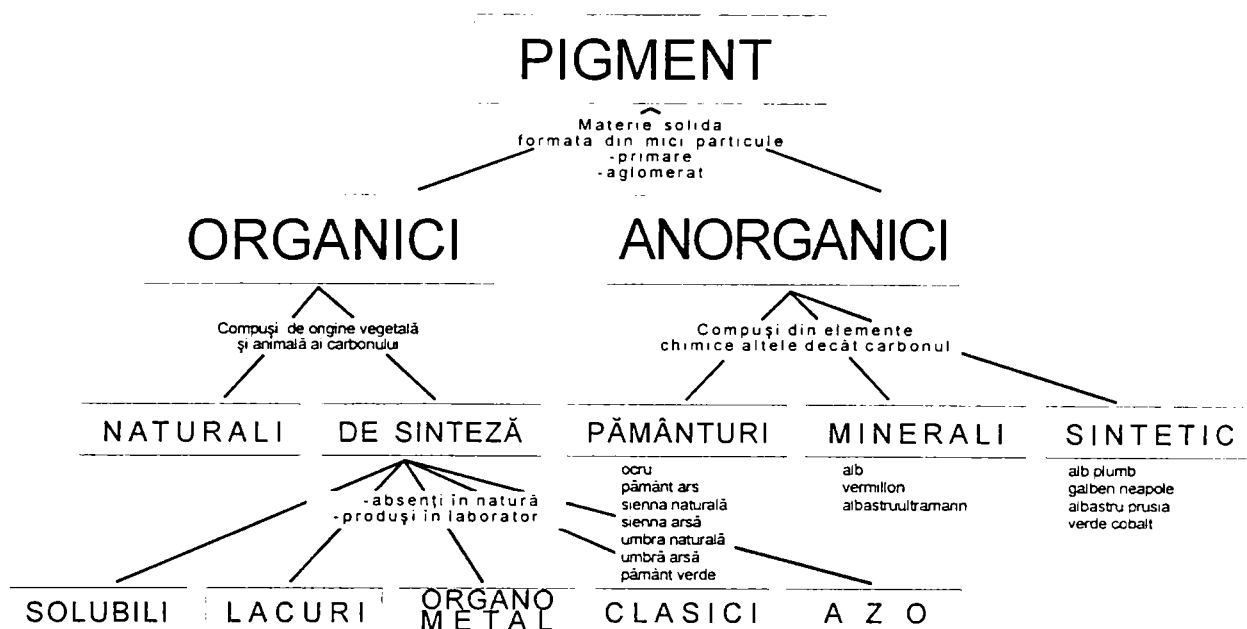 PIGMENT
Materie solida
formata din mici particule
-primare
-aglomerat
ORGANICI
ANORGANICI
Compuşi de origine vegetală
şi animală ai carbonului
Compuşi din elemente
chimice altele decât carbonul
NATURALI
DE SINTEZĂ
PĂMÂNTURI
MINERALI
SINTETIC
-absenţi în natură
-produşi în laborator
ocru
pământ ars
sienna naturală
sienna arsă
umbra naturală
umbră arsă
pământ verde
alb
vermillon
albastruultramann
alb plumb
galben neapole
albastru prusia
verde cobalt
SOLUBILI
LACURI
ORGANO
METAL
CLASICI
AZO